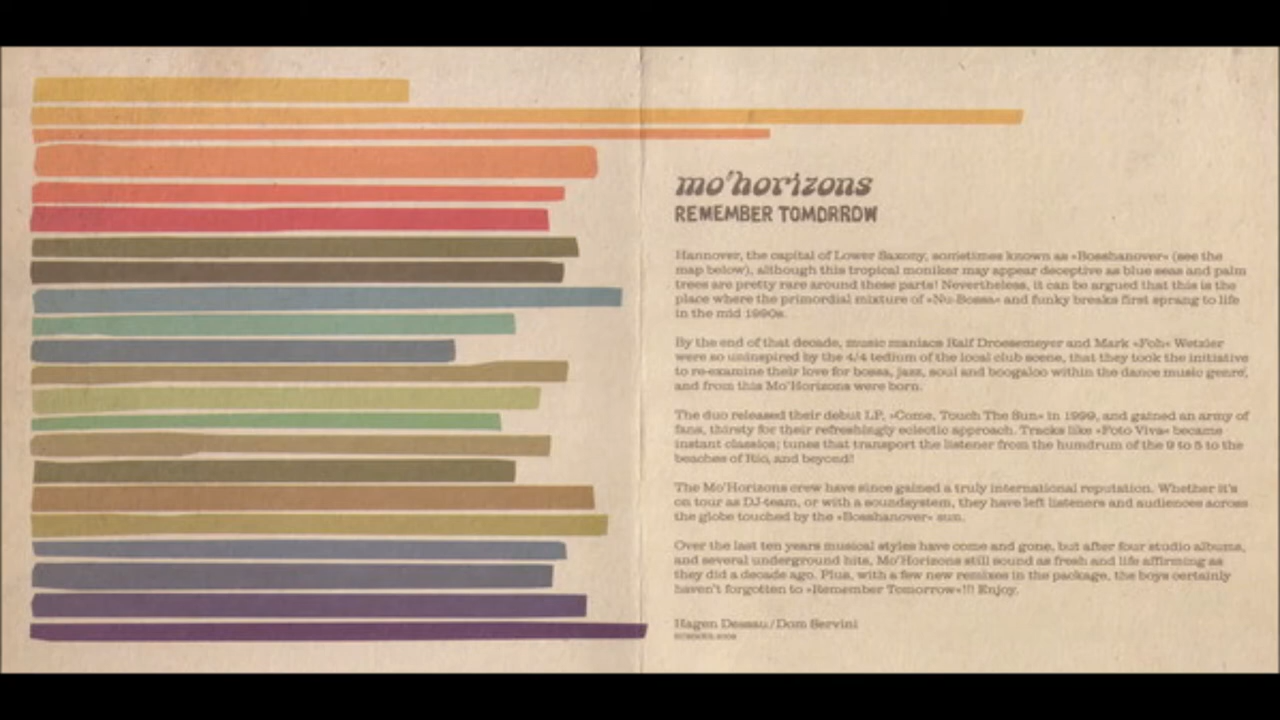 mo'horizons
REMEMBER TOMORROW
Hannover, the capital of Lower Saxony, sometimes known as »Bosshanover« (see the
map below), although this tropical moniker may appear deceptive as blue seas and palm
trees are pretty rare around these parts! Nevertheless, it can be argued that this is the
place where the primordial mixture of »Nu-Bossa« and funky breaks first sprang to life
in the mid 1990s.
By the end of that decade, music maniacs Ralf Droesemeyer and Mark »Foh« Wetzler
were so uninspired by the 4/4 tedium of the local club scene, that they took the initiative
to re-examine their love for bossa, jazz, soul and boogaloo within the dance music genre,
and from this Mo'Horizons were born.
The duo released their debut LP, »Come, Touch The Sun« in 1999, and gained an army of
fans, thirsty for their refreshingly eclectic approach. Tracks like »Foto Viva« became
instant classics; tunes that transport the listener from the humdrum of the 9 to 5 to the
beaches of Rio, and beyond!
The Mo'Horizons crew have since gained a truly international reputation. Whether it's
on tour as DJ-team, or with a soundsystem, they have left listeners and audiences across
the globe touched by the »Bosshanover« sun.
Over the last ten years musical styles have come and gone, but after four studio albums,
and several underground hits, Mo'Horizons still sound as fresh and life affirming as
they did a decade ago. Plus, with a few new remixes in the package, the boys certainly
haven't forgotten to »Remember Tomorrow«!!! Enjoy.
Hagen Dessau/Dom Servini